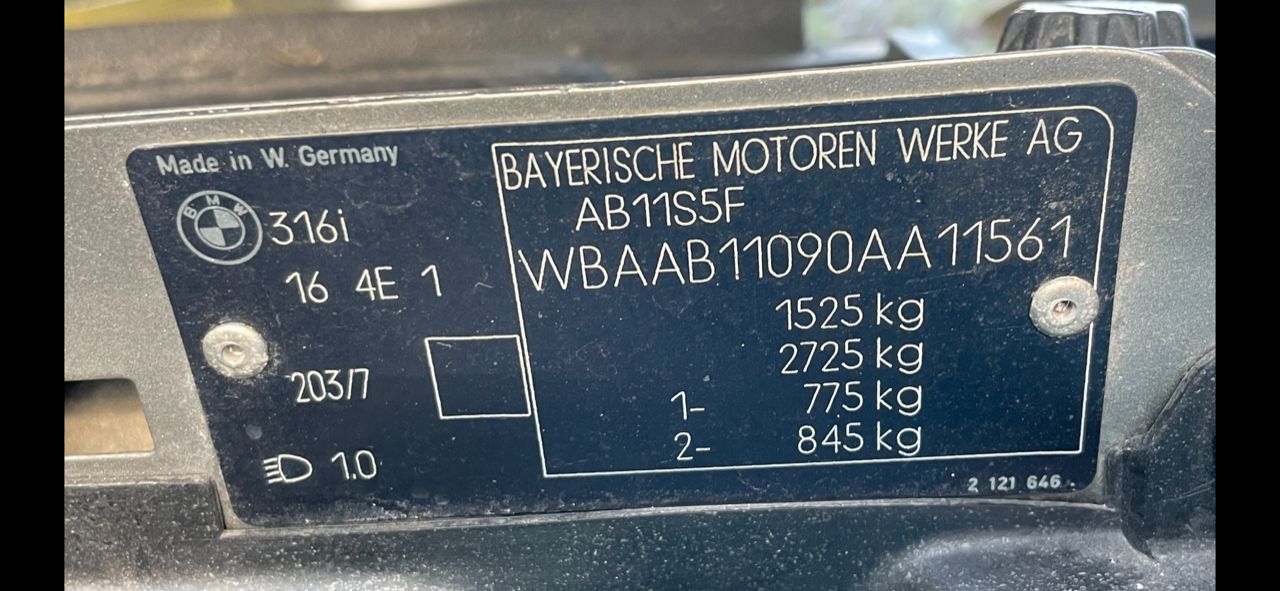 Made in W. Germany
BMW
316i
16 4E 1
203/7
1.0
BAYERISCHE MOTOREN WERKE AG
AB11S5F
WBAAB11090AA11561
1525 kg
2725 kg
1- 775 kg
2- 845 kg
2 121 646